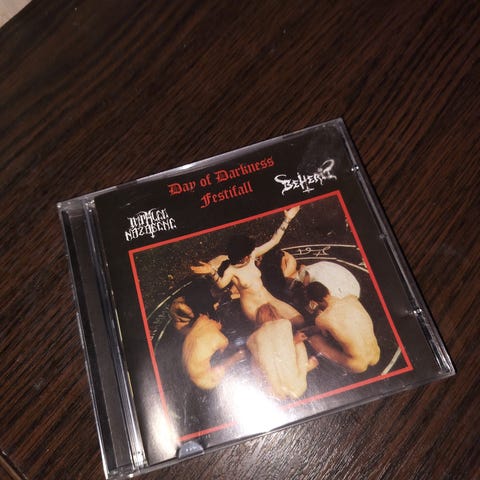 Day of Darkness
Festifall
IMPALED
NAZARENE
BEHERIT